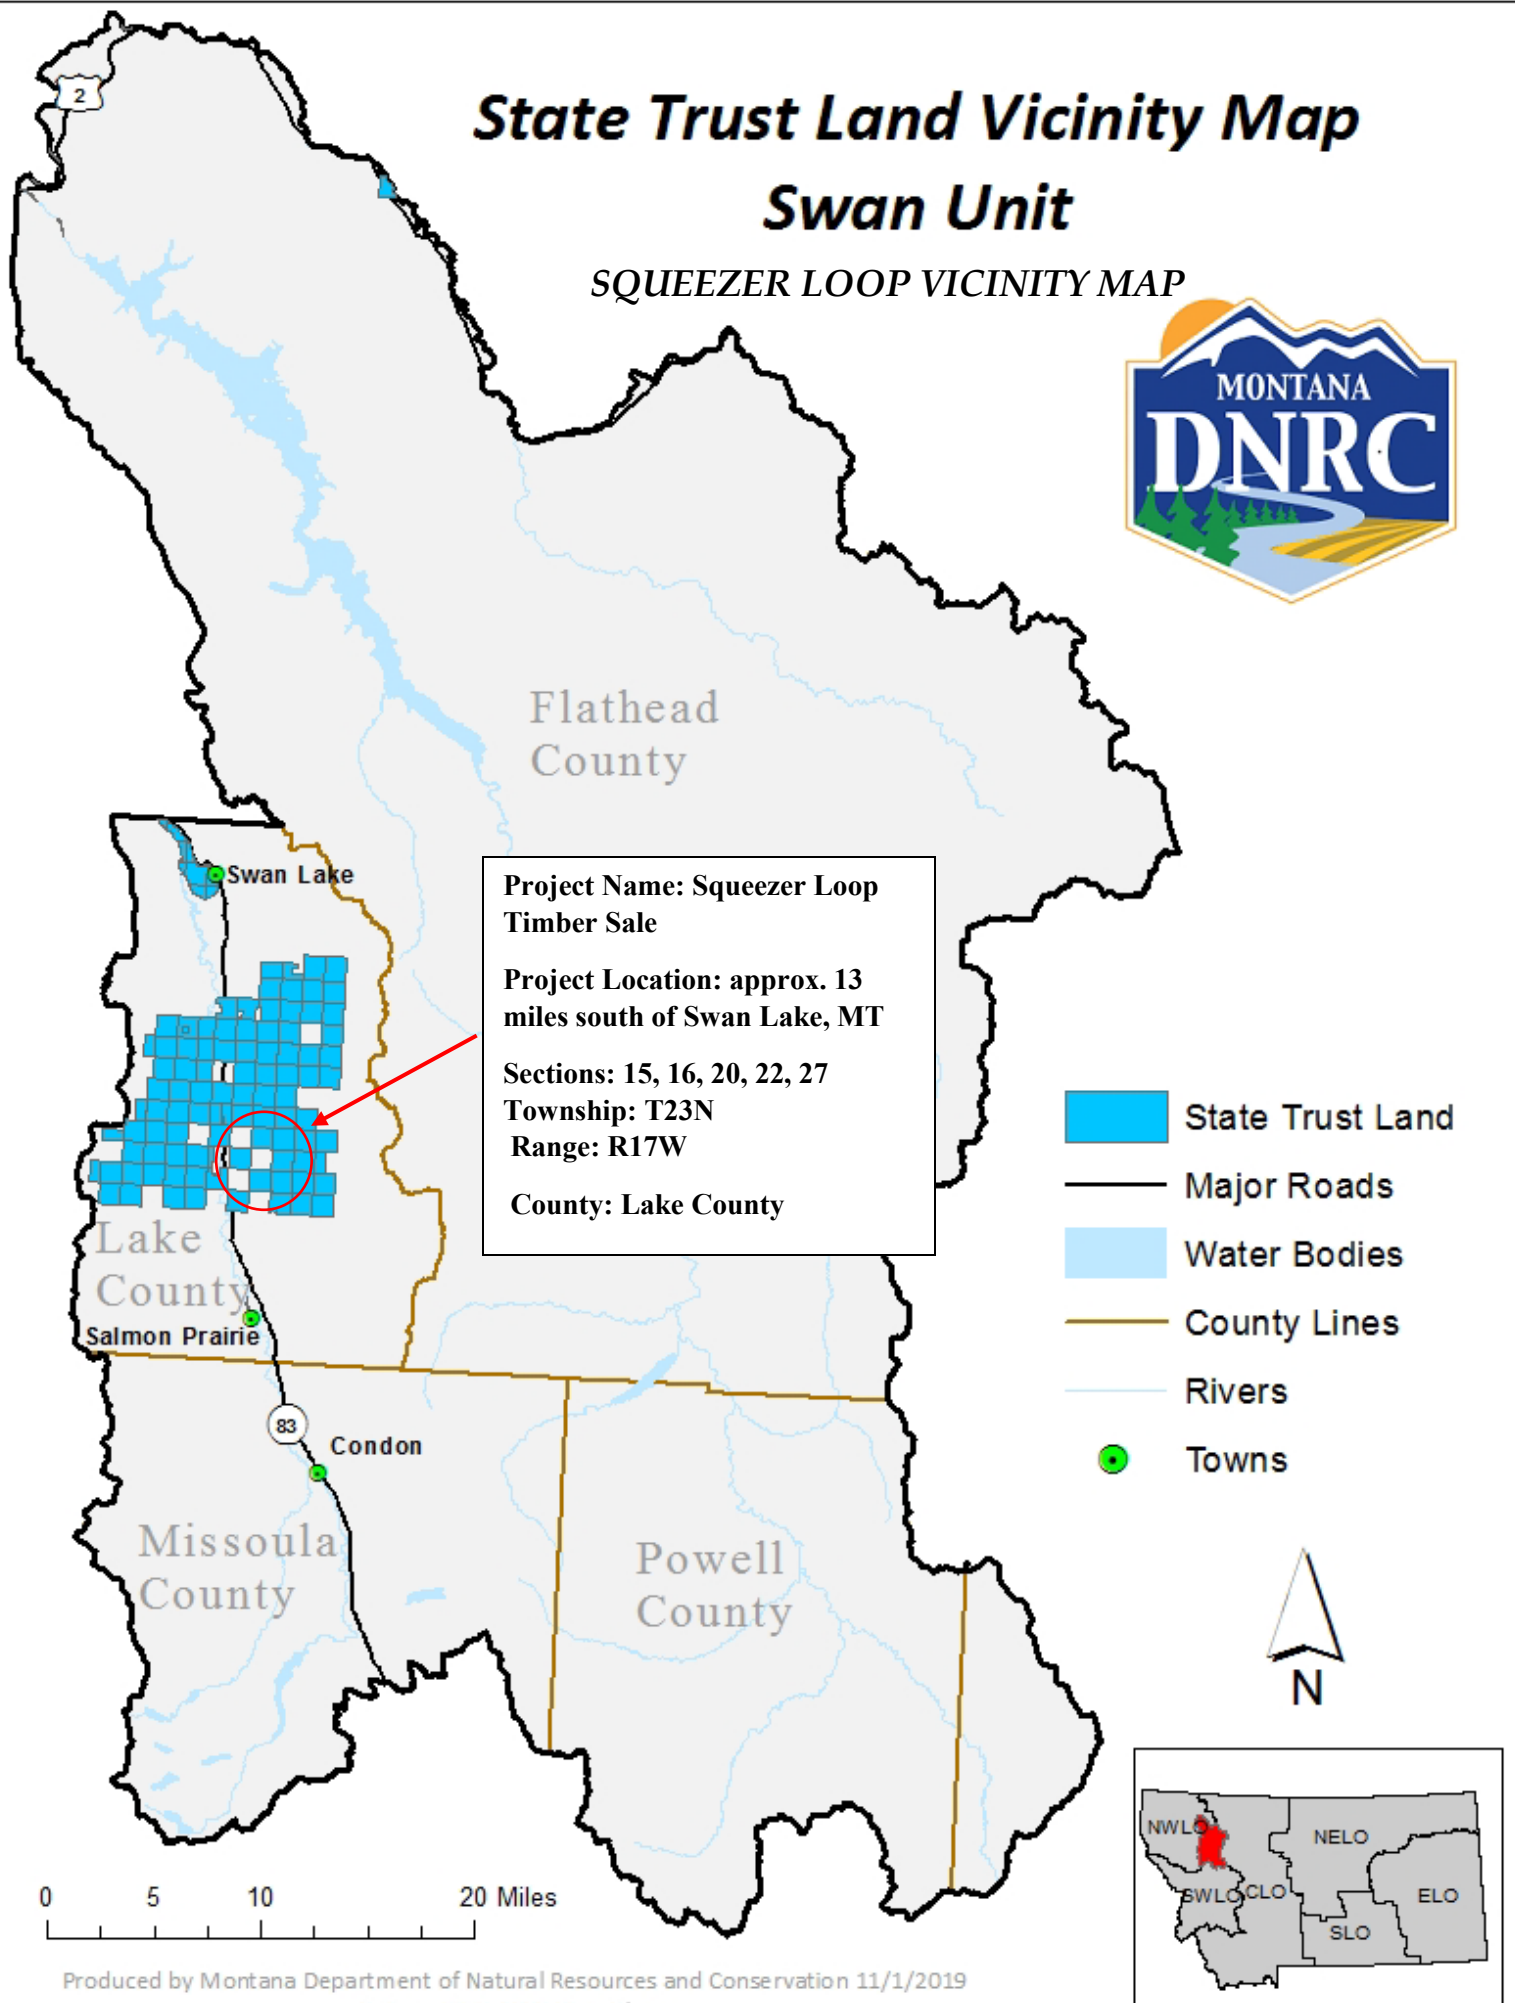 State Trust Land Vicinity Map
Swan Unit
SQUEEZER LOOP VICINITY MAP
2
MONTANA
DNRC
Flathead
County
Swan Lake
Project Name: Squeezer Loop
Timber Sale
Project Location: approx. 13
miles south of Swan Lake, MT
Sections: 15, 16, 20, 22, 27
Township: T23N
Range: R17W
County: Lake County
State Trust Land
Major Roads
Water Bodies
County Lines
Rivers
Towns
Lake
County
Salmon Prairie
83
Condon
Missoula
County
Powell
County
N
NWLO
NELO
SWLO
CLO
ELO
SLO
0 5 10 20 Miles
Produced by Montana Department of Natural Resources and Conservation 11/1/2019